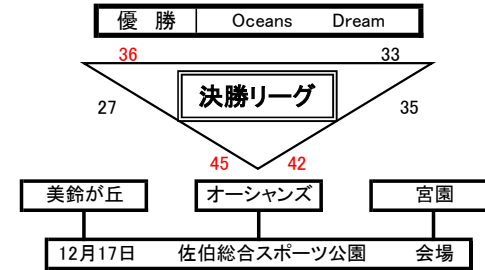 優 勝 Oceans Dream
36 33
決勝リーグ
27 35
45 42
美鈴が丘 オーシャンズ 宮園
12月17日 佐伯総合スポーツ公園 会場